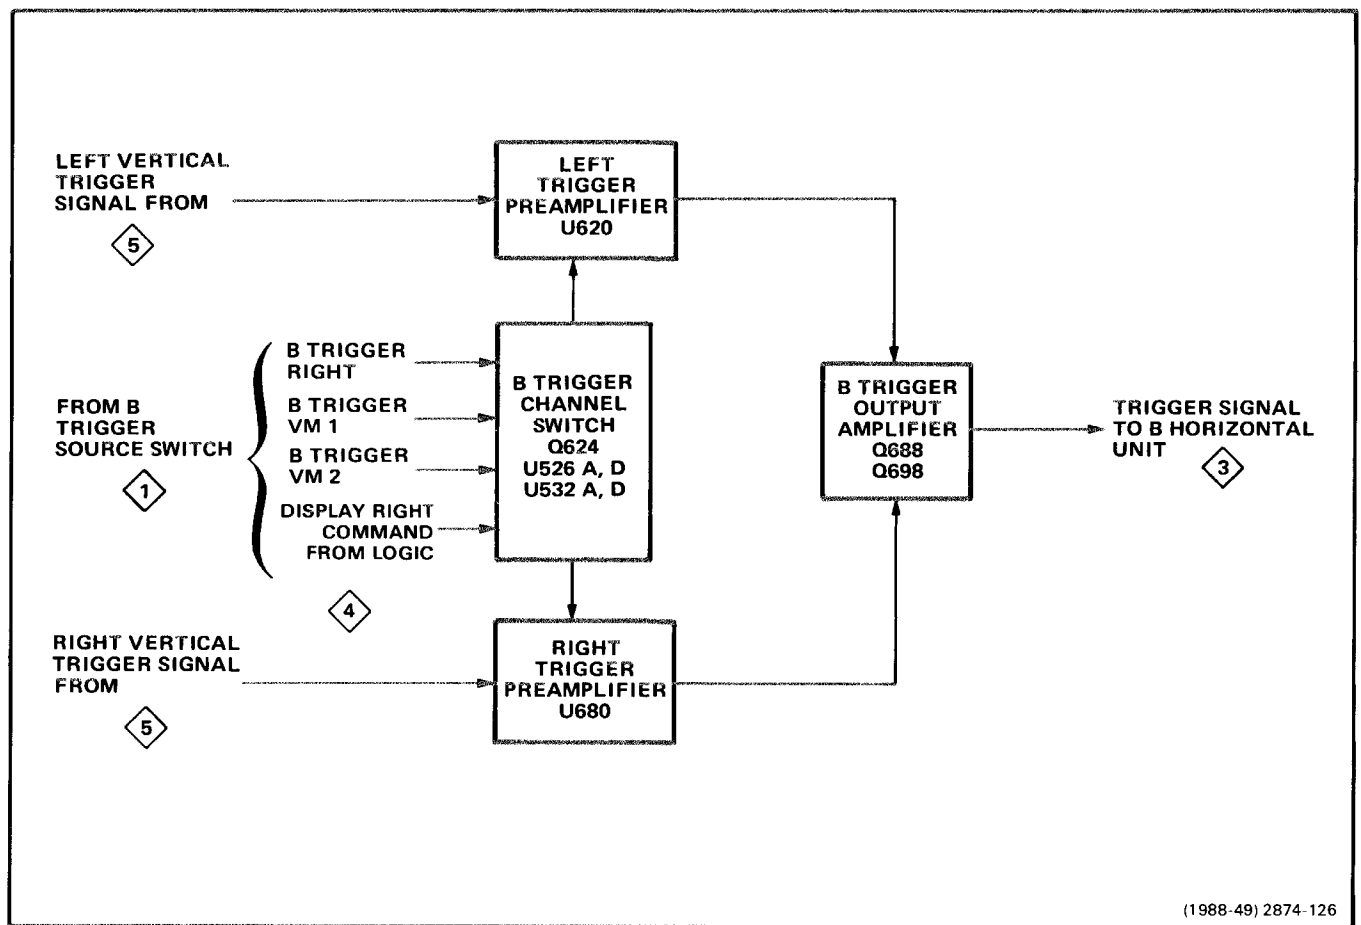 LEFT VERTICAL
TRIGGER
SIGNAL FROM
5
LEFT
TRIGGER
PREAMPLIFIER
U620
FROM B
TRIGGER
SOURCE SWITCH
1
B TRIGGER
RIGHT
B TRIGGER
VM 1
B TRIGGER
VM 2
DISPLAY RIGHT
COMMAND
FROM LOGIC
4
B TRIGGER
CHANNEL
SWITCH
Q624
U526 A, D
U532 A, D
B TRIGGER
OUTPUT
AMPLIFIER
Q688
Q698
TRIGGER SIGNAL
TO B HORIZONTAL
UNIT
3
RIGHT VERTICAL
TRIGGER SIGNAL
FROM
5
RIGHT
TRIGGER
PREAMPLIFIER
U680
(1988-49) 2874-126